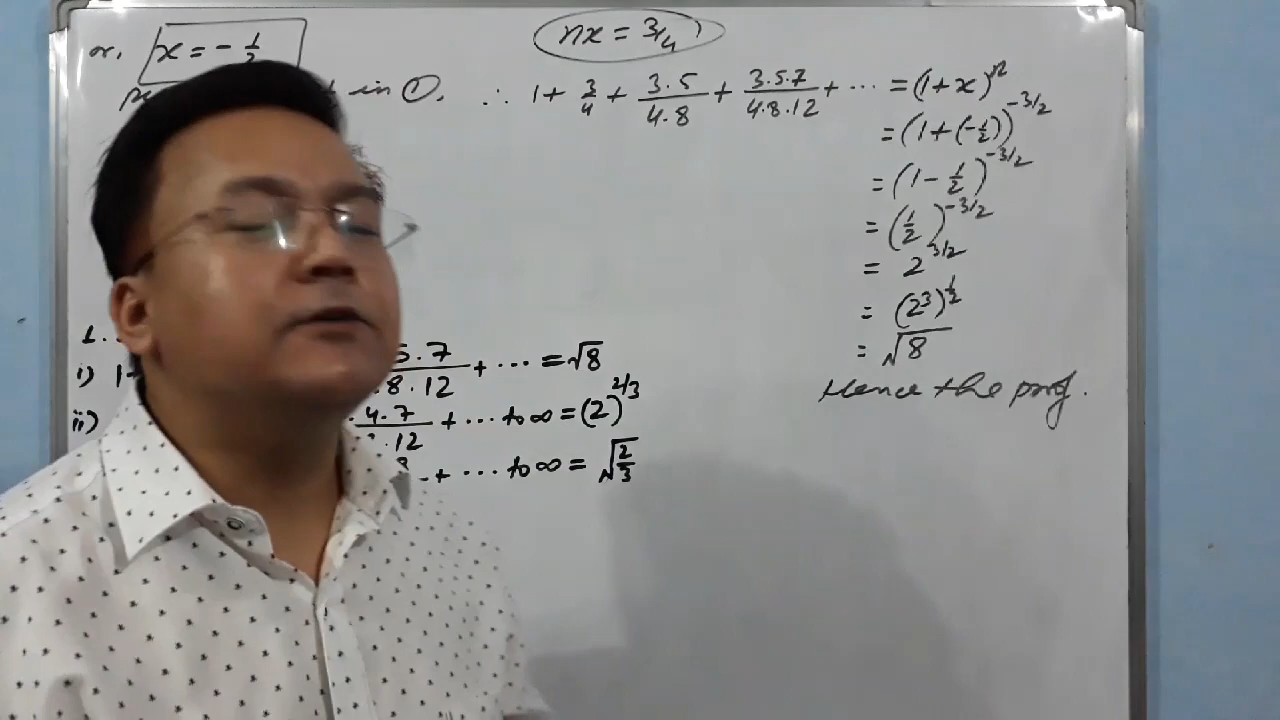 nx = 3/4
or, x = - 1/2
in ①, ∴ 1 + 3/4 + 3.5/4.8 + 3.5.7/4.8.12 + ... = (1+x)^n
= (1+(-1/2))^-3/2
= (1 - 1/2)^-3/2
= (1/2)^-3/2
= 2^3/2
= (2^3)^1/2
= √8
Hence the prof.
1.
i) 1+ 5.7/8.12 + ... = √8
ii) 4.7/.12 + ... to ∞ = (2)^2/3
+ ... to ∞ = √2/3